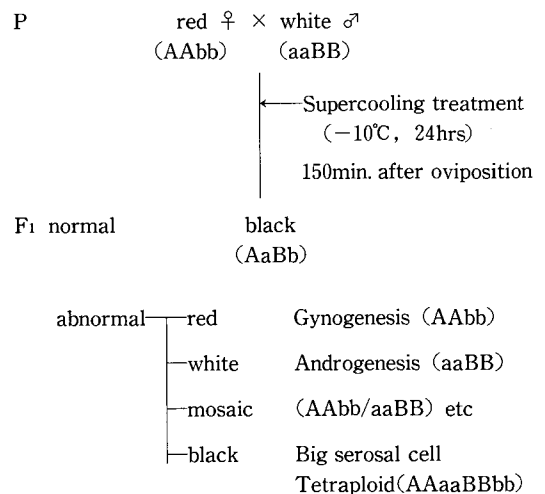 P red ♀ × white ♂
(AAbb) (aaBB)
Supercooling treatment
(−10℃, 24hrs)
150min. after oviposition
F1 normal black
(AaBb)
abnormal red Gynogenesis (AAbb)
white Androgenesis (aaBB)
mosaic (AAbb/aaBB) etc
black Big serosal cell
Tetraploid(AAaaBBbb)